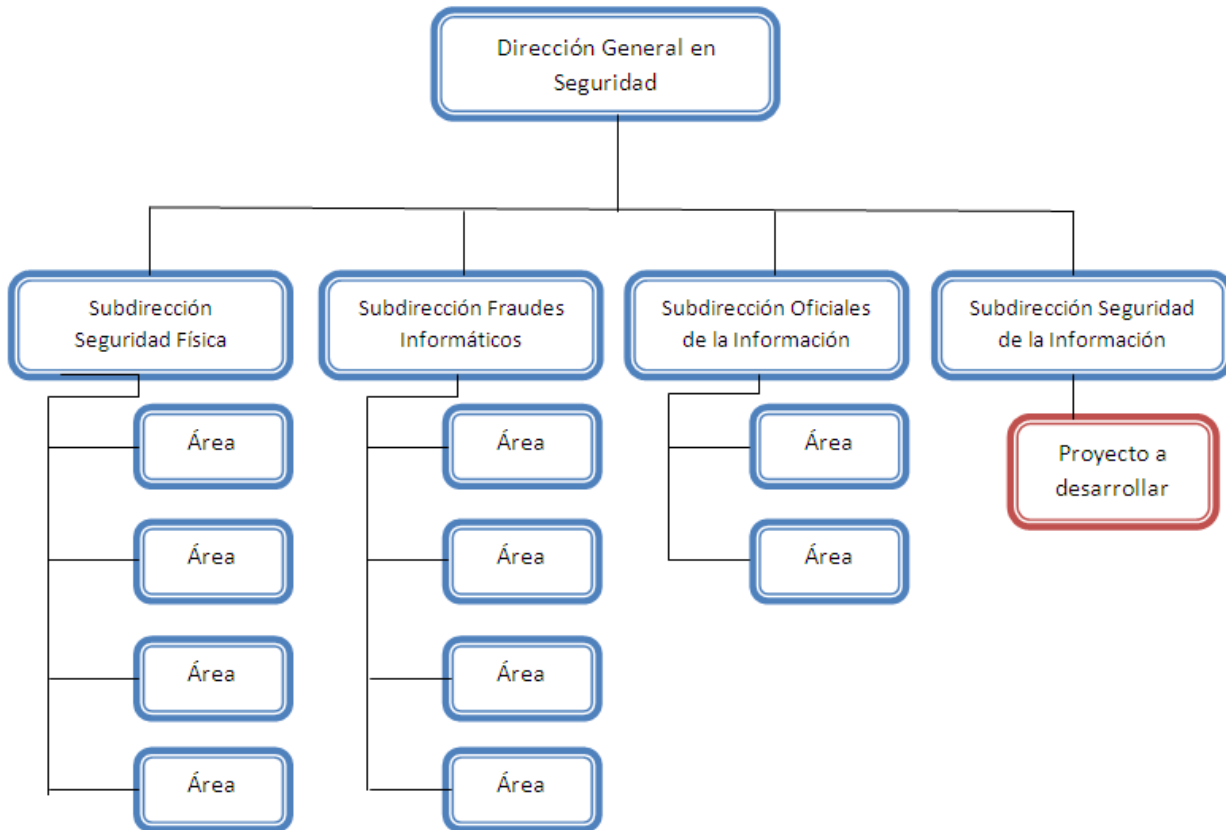 Dirección General en
Seguridad
Subdirección
Seguridad Física
Subdirección Fraudes
Informáticos
Subdirección Oficiales
de la Información
Subdirección Seguridad
de la Información
Área
Área
Área
Área
Área
Área
Área
Área
Área
Área
Proyecto a
desarrollar